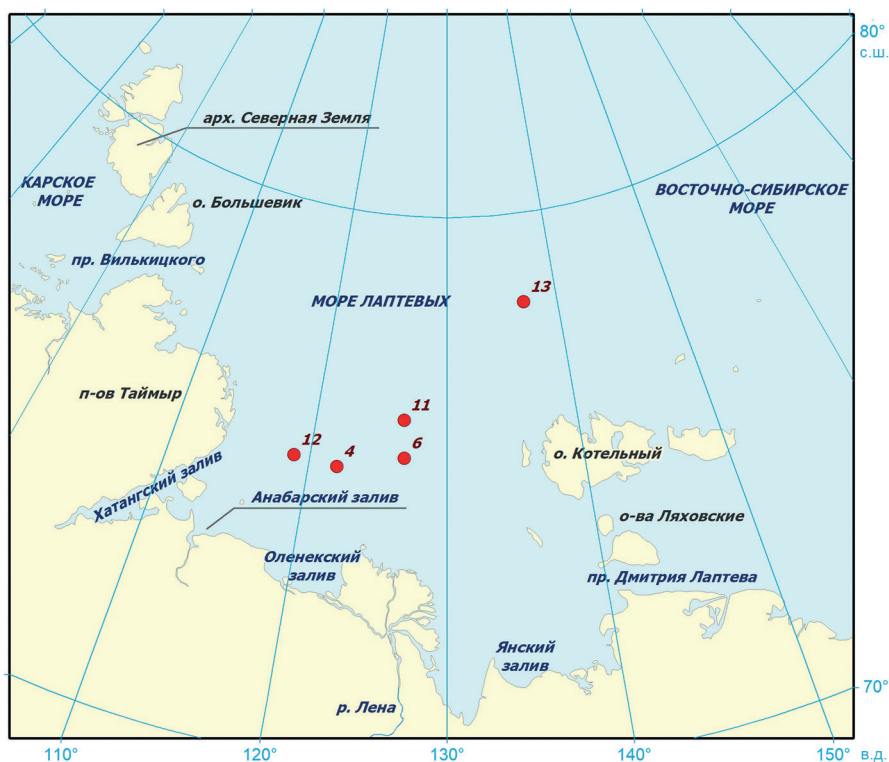 80°
с.ш.
арх. Северная Земля
КАРСКОЕ
МОРЕ
ВОСТОЧНО-СИБИРСКОЕ
МОРЕ
о. Большевик
пр. Вилькицкого
13
МОРЕ ЛАПТЕВЫХ
п-ов Таймыр
11
12
4
6
о. Котельный
Хатангский залив
Анабарский залив
о-ва Ляховские
Оленекский
залив
пр. Дмитрия Лаптева
Янский
залив
70°
р. Лена
110°
120°
130°
140°
150°
в.д.